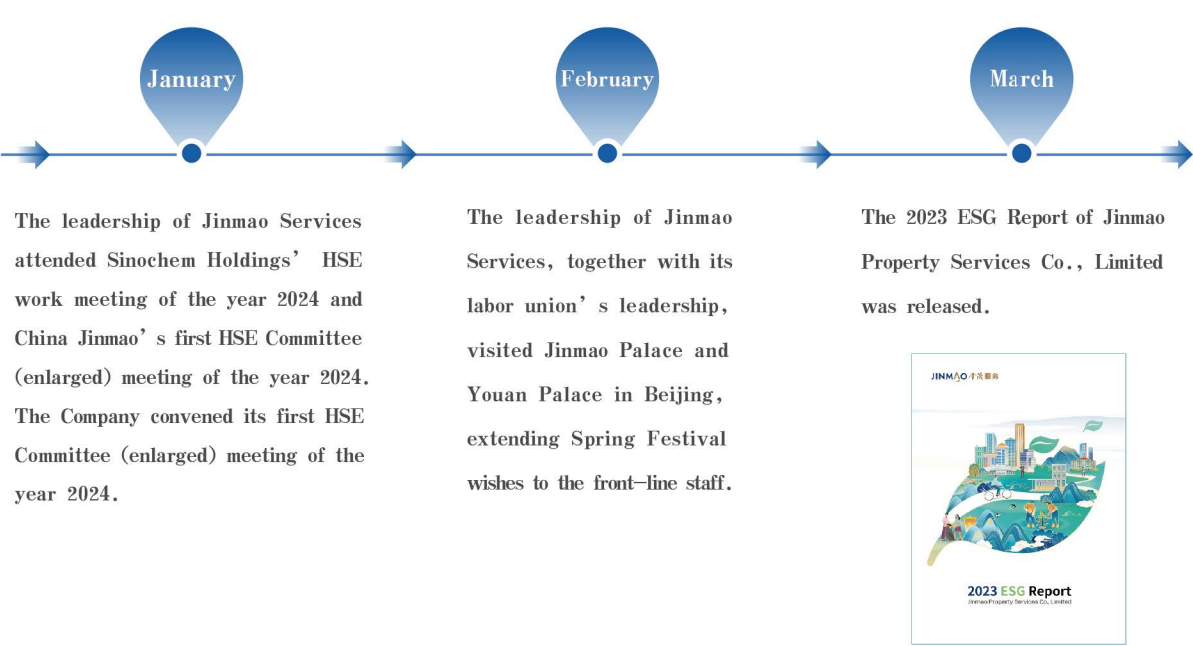 January
The leadership of Jinmao Services
attended Sinochem Holdings’ HSE
work meeting of the year 2024 and
China Jinmao’s first HSE Committee
(enlarged) meeting of the year 2024.
The Company convened its first HSE
Committee (enlarged) meeting of the
year 2024.
February
The leadership of Jinmao
Services, together with its
labor union’s leadership,
visited Jinmao Palace and
Youan Palace in Beijing,
extending Spring Festival
wishes to the front-line staff.
March
The 2023 ESG Report of Jinmao
Property Services Co., Limited
was released.
JINMAO 金茂服务
2023 ESG Report
Jinmao Property Services Co., Limited